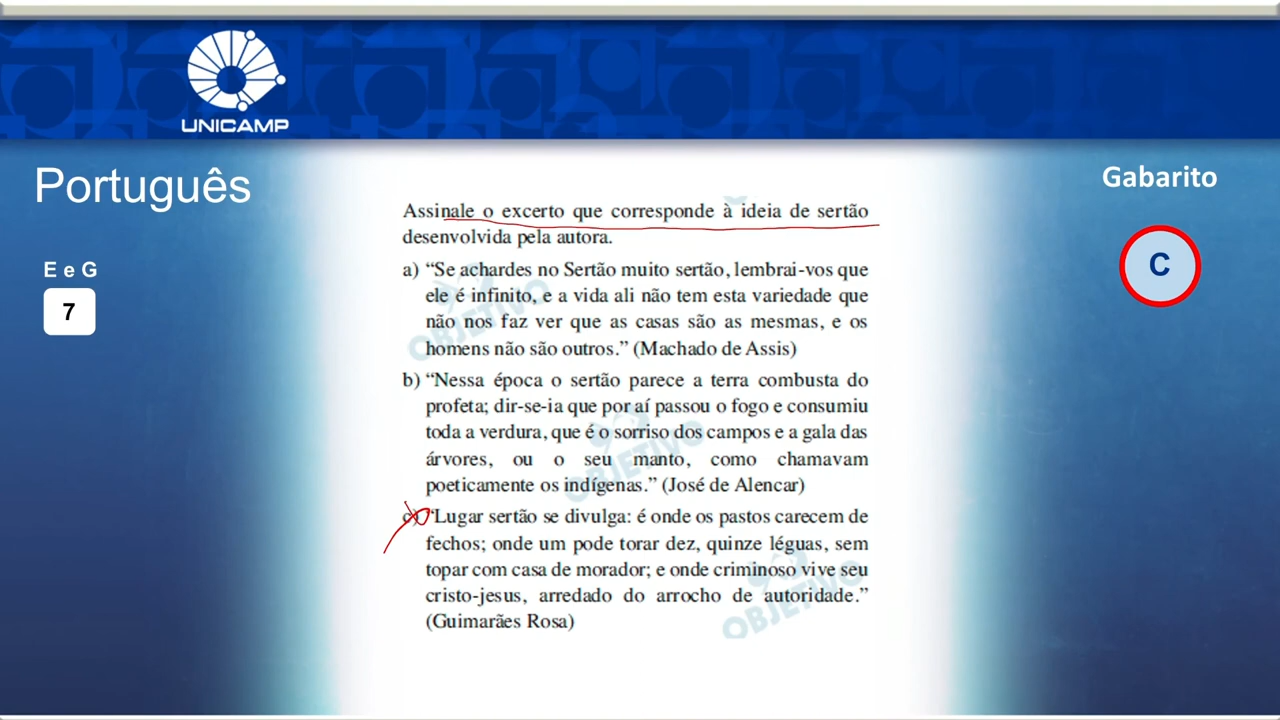 UNICAMP
Português
Gabarito
E e G
7
C
Assinale o excerto que corresponde à ideia de sertão
desenvolvida pela autora.
a) “Se achardes no Sertão muito sertão, lembrai-vos que
ele é infinito, e a vida ali não tem esta variedade que
não nos faz ver que as casas são as mesmas, e os
homens não são outros.” (Machado de Assis)
b) “Nessa época o sertão parece a terra combusta do
profeta; dir-se-ia que por aí passou o fogo e consumiu
toda a verdura, que é o sorriso dos campos e a gala das
árvores, ou o seu manto, como chamavam
poeticamente os indígenas.” (José de Alencar)
c) “Lugar sertão se divulga: é onde os pastos carecem de
fechos; onde um pode torar dez, quinze léguas, sem
topar com casa de morador; e onde criminoso vive seu
cristo-jesus, arredado do arrocho de autoridade.”
(Guimarães Rosa)
OBJETIVO
OBJETIVO
OBJETIVO